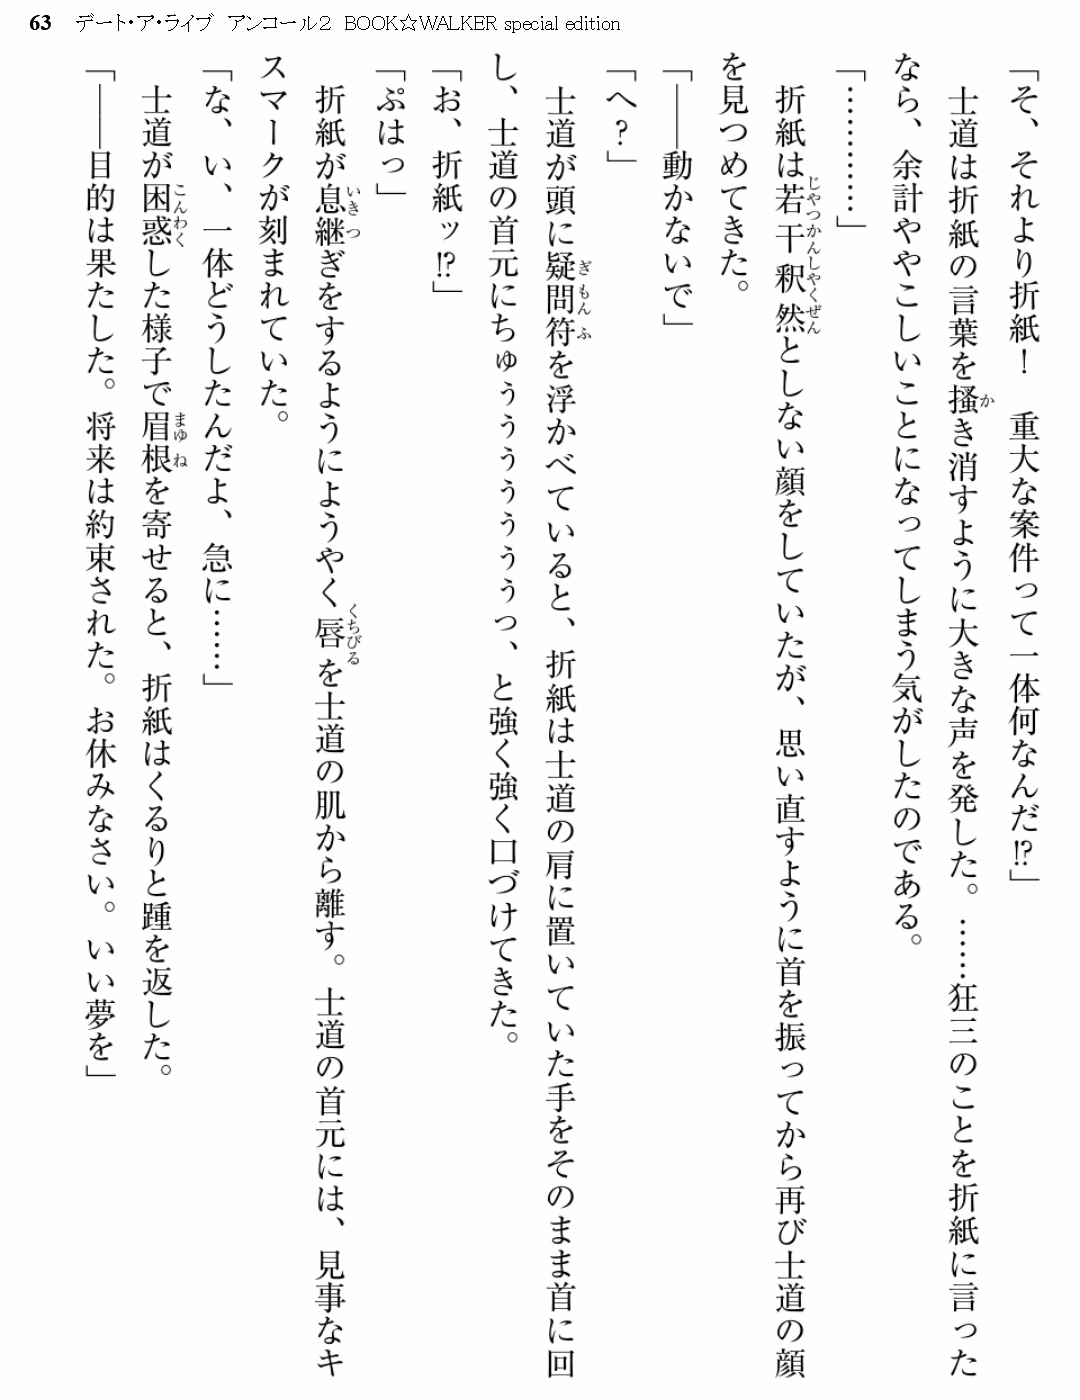 63 デート・ア・ライブ アンコール2 BOOK☆WALKER special edition
「そ、それより折紙！　重大な案件って一体何なんだ!?」
　士道は折紙の言葉を掻き消すように大きな声を発した。……狂三のことを折紙に言った
なら、余計ややこしいことになってしまう気がしたのである。
「…………」
　折紙は若干釈然としない顔をしていたが、思い直すように首を振ってから再び士道の顔
を見つめてきた。
「――動かないで」
「へ？」
　士道が頭に疑問符を浮かべていると、折紙は士道の肩に置いていた手をそのまま首に回
し、士道の首元にちゅぅぅぅぅぅぅぅっ、と強く強く口づけてきた。
「お、折紙ッ!?」
「ぷはっ」
　折紙が息継ぎをするようにようやく唇を士道の肌から離す。士道の首元には、見事なキ
スマークが刻まれていた。
「な、い、一体どうしたんだよ、急に……」
　士道が困惑した様子で眉根を寄せると、折紙はくるりと踵を返した。
「――目的は果たした。将来は約束された。お休みなさい。いい夢を」